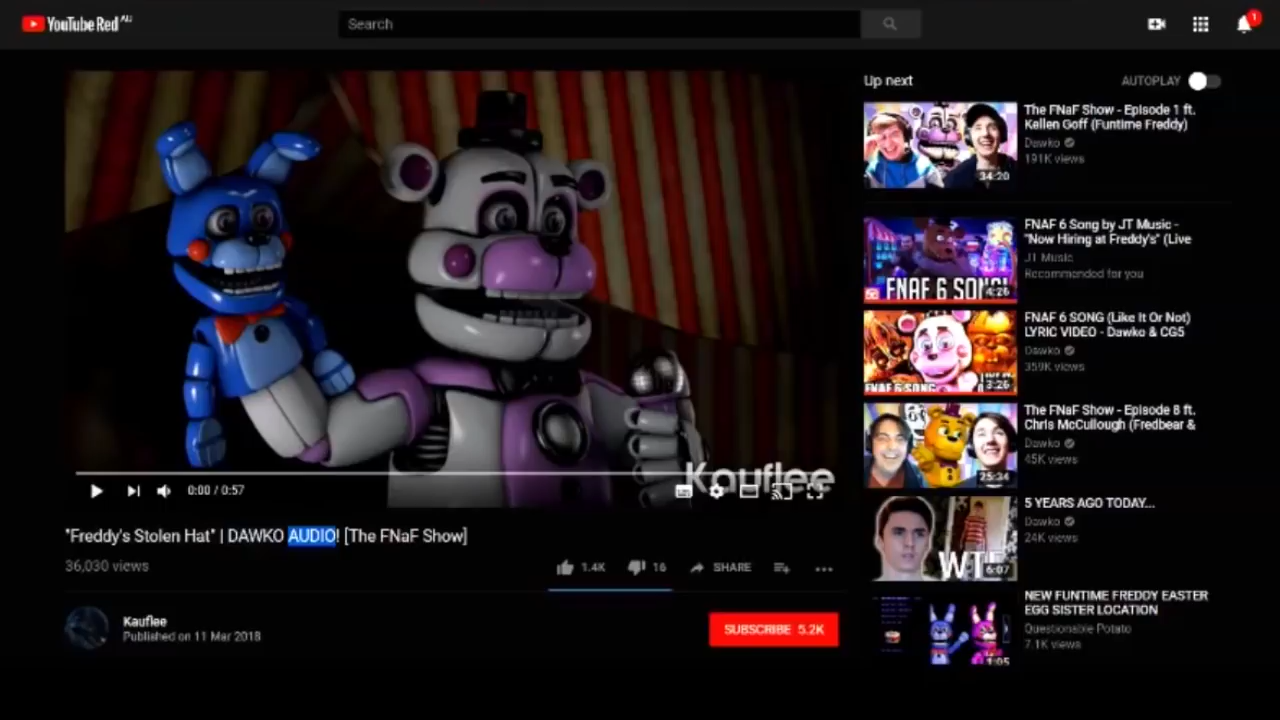 YouTube Red AU
Search
1
Kauflee
0:00 / 0:57
"Freddy's Stolen Hat" | DAWKO AUDIO! [The FNaF Show]
36,030 views
1.4K
16
SHARE
Kauflee
Published on 11 Mar 2018
SUBSCRIBE 5.2K
Up next
AUTOPLAY
The FNaF Show - Episode 1 ft.
Kellen Goff (Funtime Freddy)
Dawko
191K views
34:20
FNAF 6 Song by JT Music -
"Now Hiring at Freddy's" (Live
JT Music
Recommended for you
FNAF 6 SONG
4:26
FNAF 6 SONG (Like It Or Not)
LYRIC VIDEO - Dawko & CG5
Dawko
359K views
FNAF 6 SONG
3:26
The FNaF Show - Episode 8 ft.
Chris McCullough (Fredbear &
Dawko
45K views
25:34
5 YEARS AGO TODAY...
Dawko
24K views
WTF
6:07
NEW FUNTIME FREDDY EASTER
EGG SISTER LOCATION
Questionable Potato
7.1K views
1:05